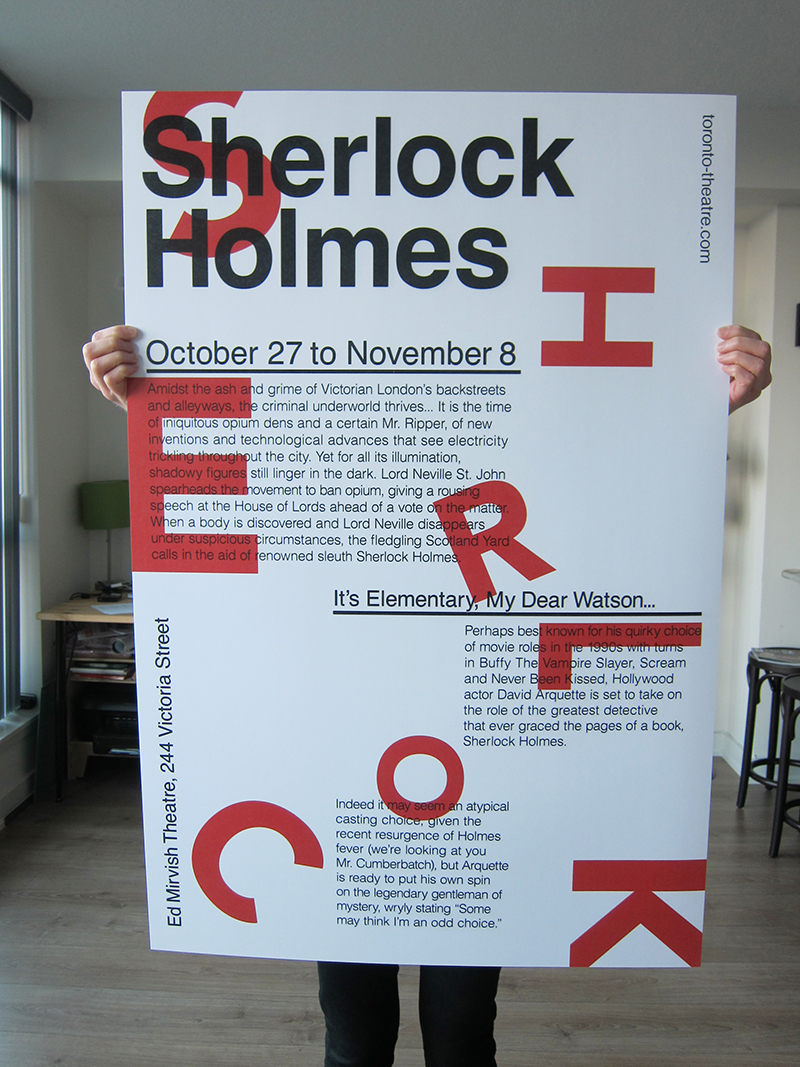 Sherlock
Holmes
toronto-theatre.com
October 27 to November 8
Amidst the ash and grime of Victorian London's backstreets
and alleyways, the criminal underworld thrives... It is the time
of iniquitous opium dens and a certain Mr. Ripper, of new
inventions and technological advances that see electricity
trickling throughout the city. Yet for all its illumination,
shadowy figures still linger in the dark. Lord Neville St. John
spearheads the movement to ban opium, giving a rousing
speech at the House of Lords ahead of a vote on the matter.
When a body is discovered and Lord Neville disappears
under suspicious circumstances, the fledgling Scotland Yard
calls in the aid of renowned sleuth Sherlock Holmes.
It's Elementary, My Dear Watson...
Perhaps best known for his quirky choice
of movie roles in the 1990s with turns
in Buffy The Vampire Slayer, Scream
and Never Been Kissed, Hollywood
actor David Arquette is set to take on
the role of the greatest detective
that ever graced the pages of a book,
Sherlock Holmes.
Ed Mirvish Theatre, 244 Victoria Street
Indeed it may seem an atypical
casting choice, given the
recent resurgence of Holmes
fever (we're looking at you
Mr. Cumberbatch), but Arquette
is ready to put his own spin
on the legendary gentleman of
mystery, wryly stating "Some
may think I'm an odd choice."
S
H
E
R
L
O
C
K